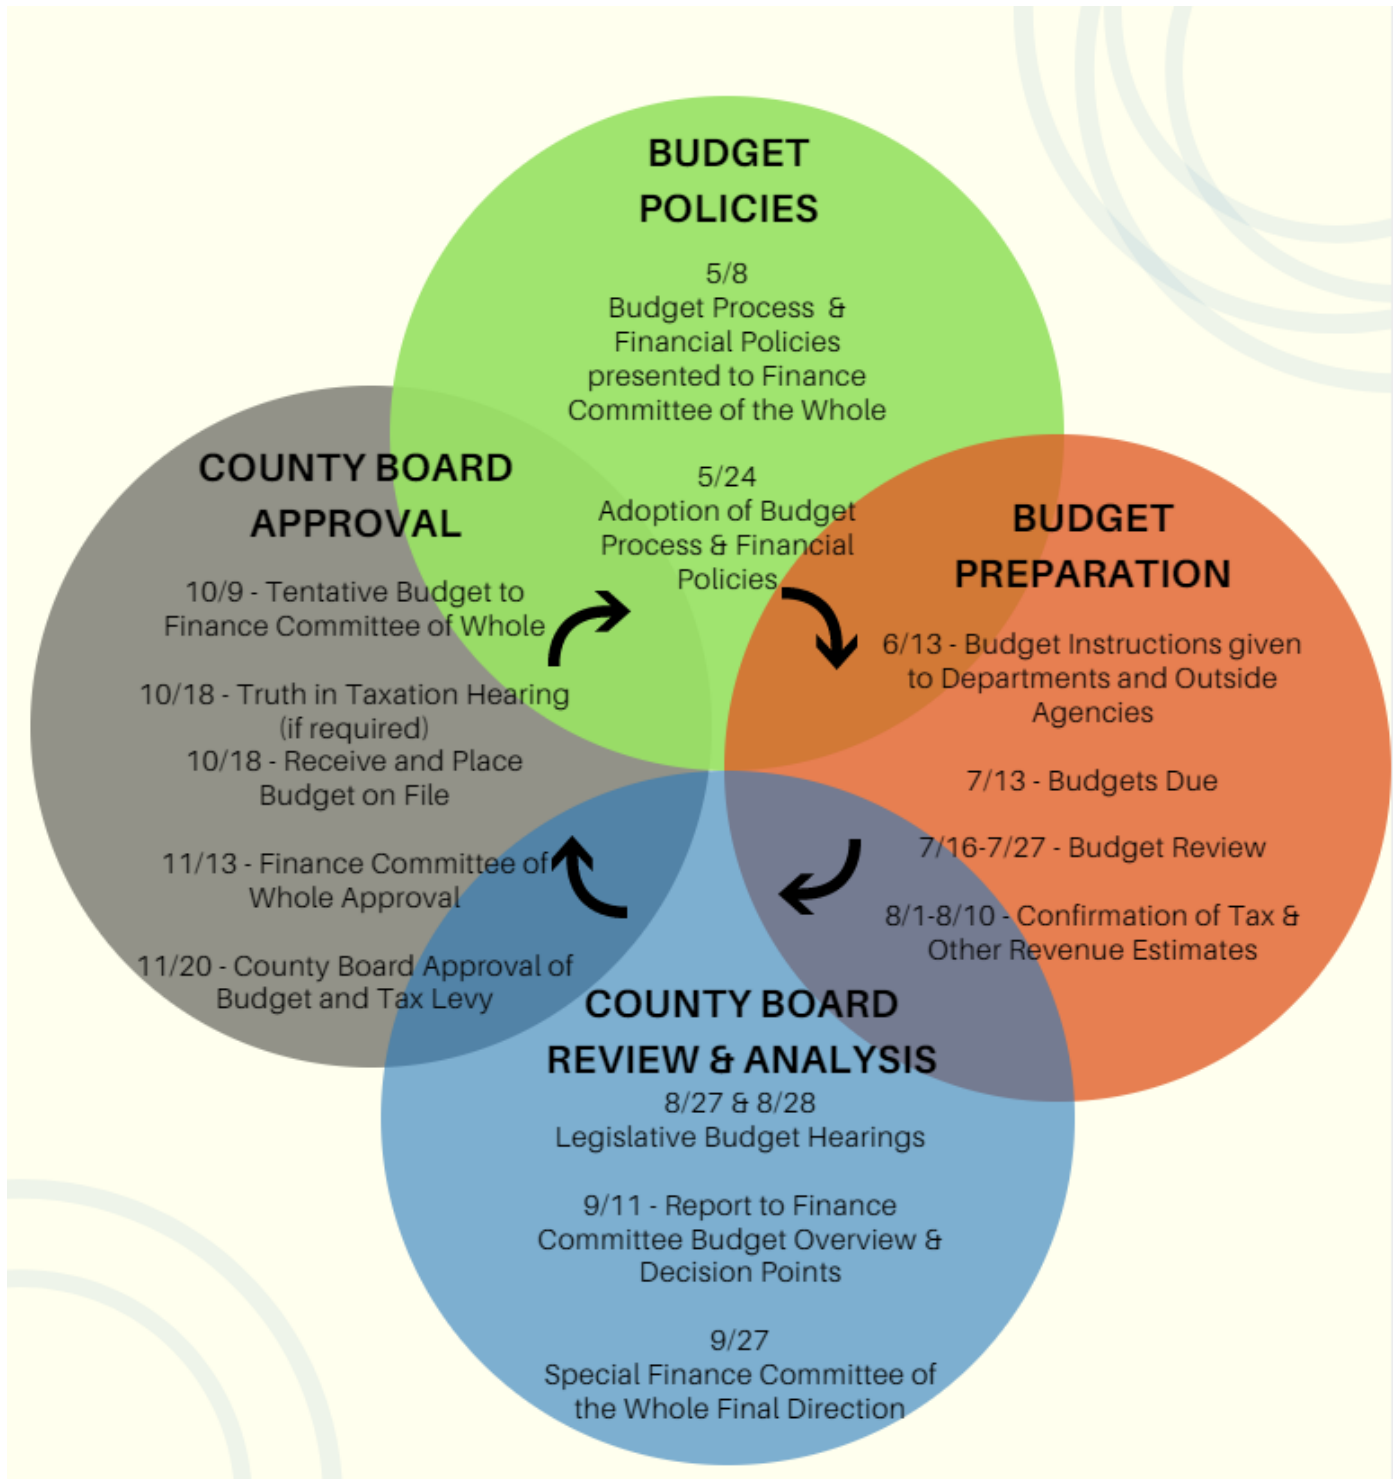 BUDGET
POLICIES
5/8
Budget Process &
Financial Policies
presented to Finance
Committee of the Whole
5/24
Adoption of Budget
Process & Financial
Policies
BUDGET
PREPARATION
6/13 - Budget Instructions given
to Departments and Outside
Agencies
7/13 - Budgets Due
7/16-7/27 - Budget Review
8/1-8/10 - Confirmation of Tax &
Other Revenue Estimates
COUNTY BOARD
REVIEW & ANALYSIS
8/27 & 8/28
Legislative Budget Hearings
9/11 - Report to Finance
Committee Budget Overview &
Decision Points
9/27
Special Finance Committee of
the Whole Final Direction
COUNTY BOARD
APPROVAL
10/9 - Tentative Budget to
Finance Committee of Whole
10/18 - Truth in Taxation Hearing
(if required)
10/18 - Receive and Place
Budget on File
11/13 - Finance Committee of
Whole Approval
11/20 - County Board Approval of
Budget and Tax Levy